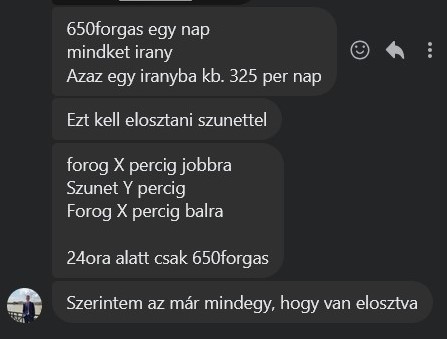 650forgas egy nap
mindket irany
Azaz egy iranyba kb. 325 per nap
Ezt kell elosztani szunettel
forog X percig jobbra
Szunet Y percig
Forog X percig balra
24ora alatt csak 650forgas
Szerintem az már mindegy, hogy van elosztva